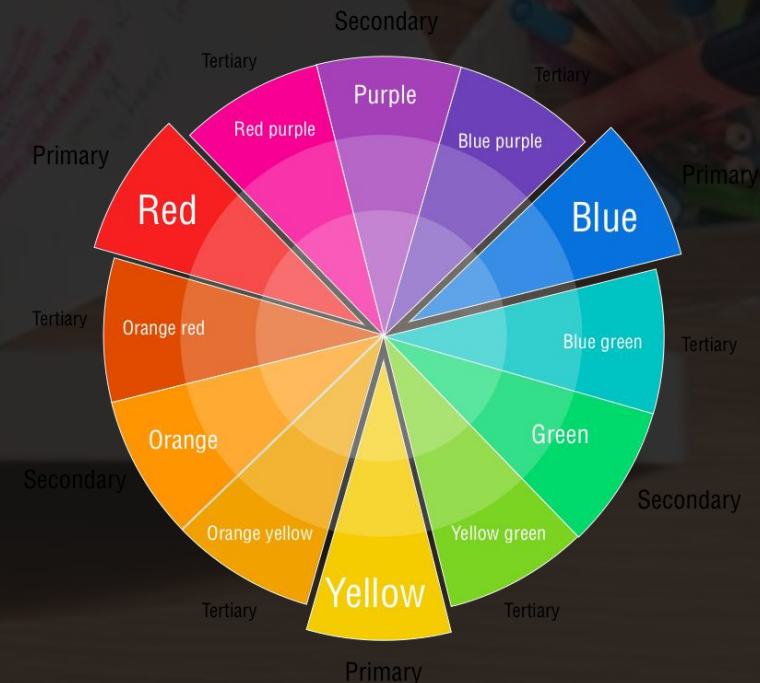 Secondary
Tertiary
Tertiary
Purple
Red purple
Blue purple
Primary
Primary
Red
Blue
Tertiary
Orange red
Blue green
Tertiary
Orange
Green
Secondary
Secondary
Orange yellow
Yellow green
Yellow
Tertiary
Tertiary
Primary